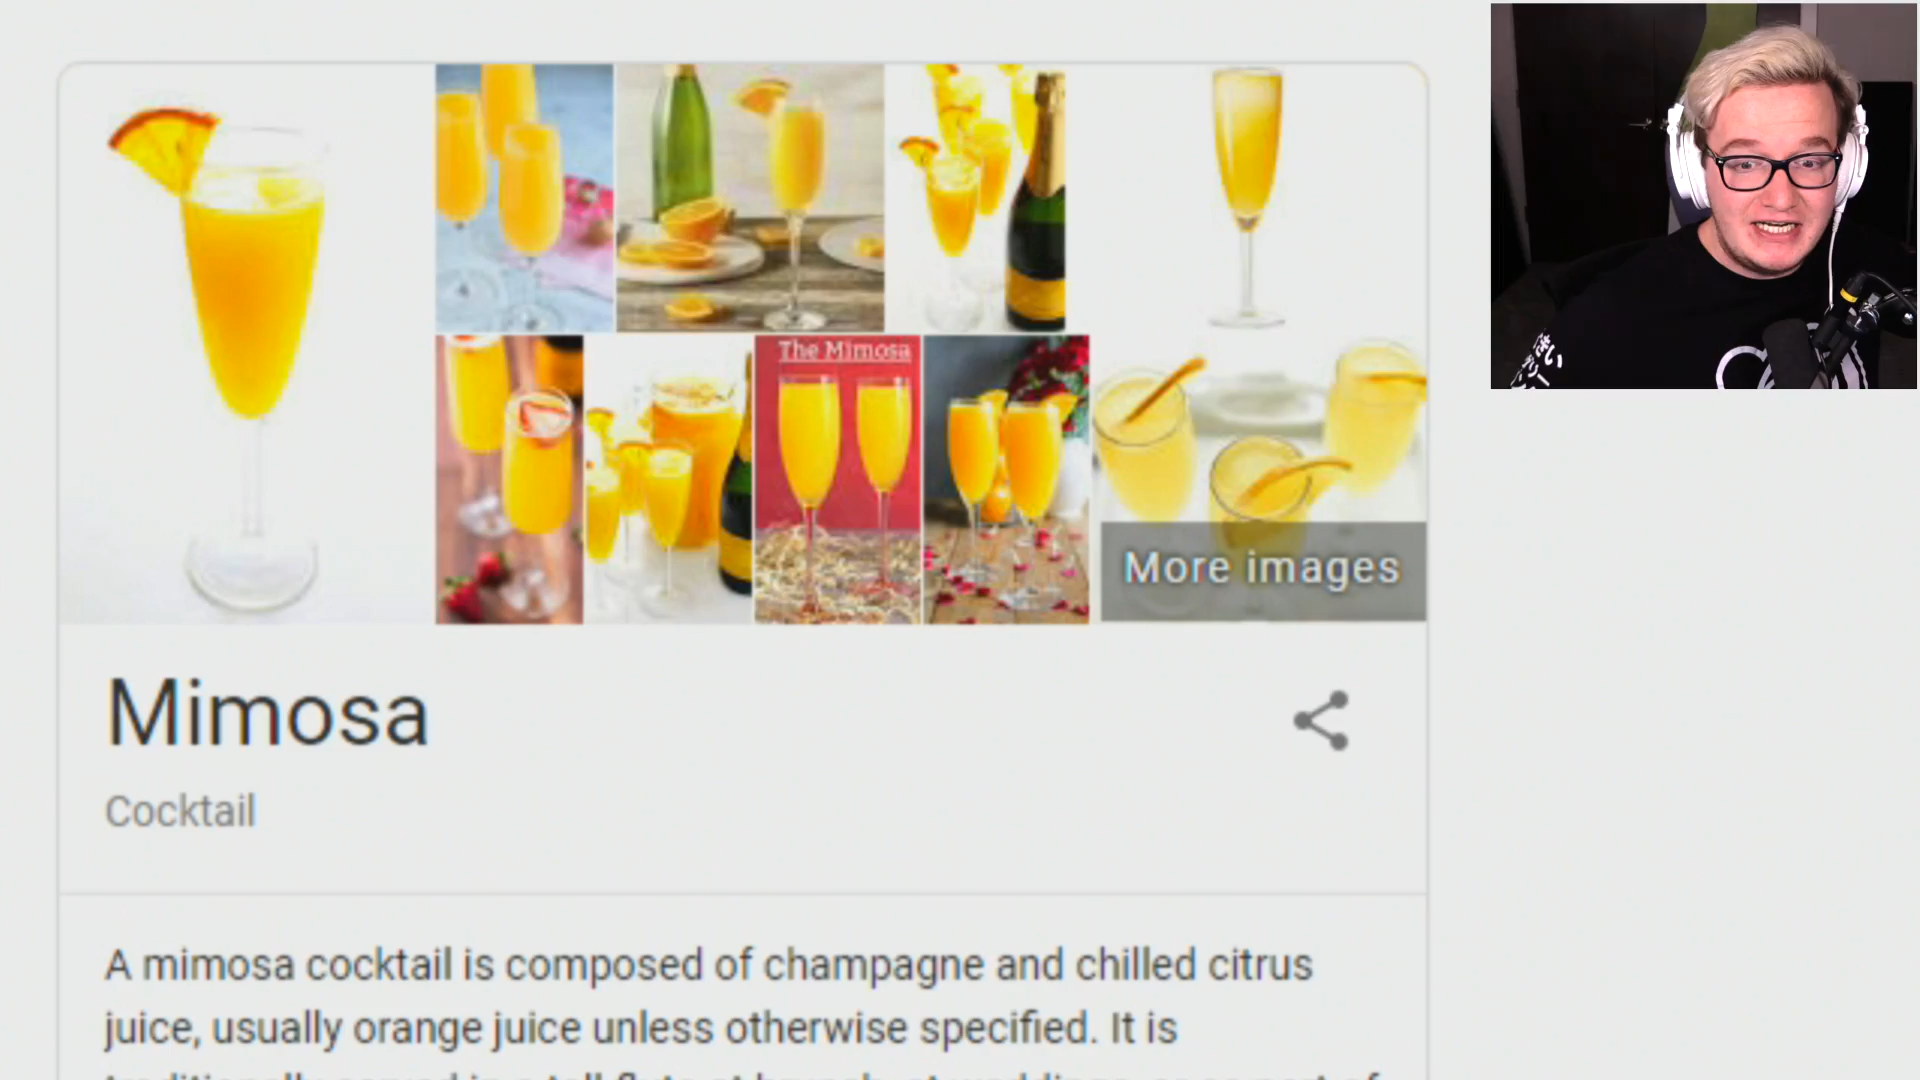 The Mimosa
More images
Mimosa
Cocktail
A mimosa cocktail is composed of champagne and chilled citrus
juice, usually orange juice unless otherwise specified. It is